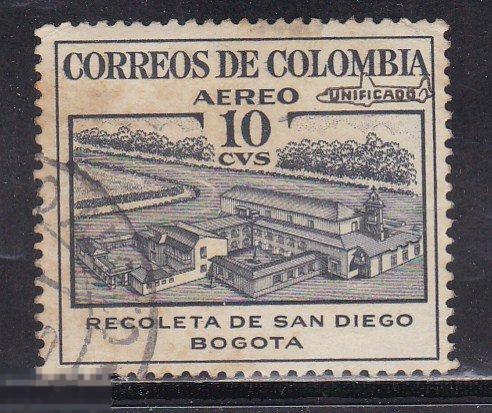 CORREOS DE COLOMBIA
AEREO
UNIFICADO
10
CVS
RECOLETA DE SAN DIEGO
BOGOTA